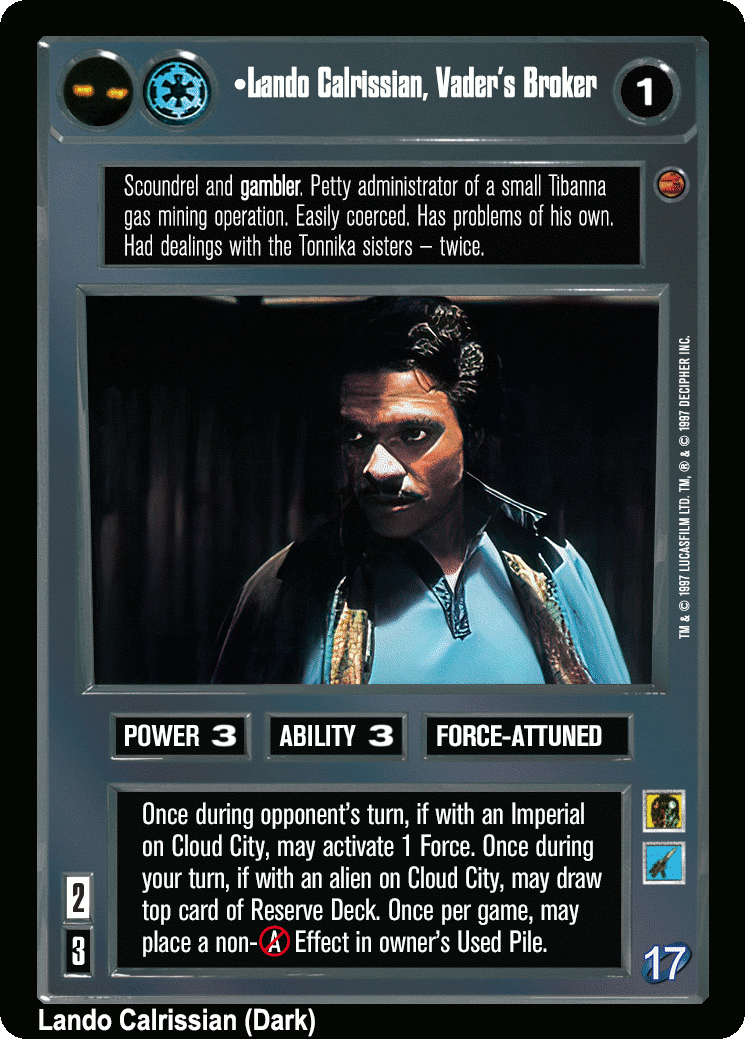 •Lando Calrissian, Vader's Broker
1
Scoundrel and gambler. Petty administrator of a small Tibanna
gas mining operation. Easily coerced. Has problems of his own.
Had dealings with the Tonnika sisters – twice.
TM & © 1997 LUCASFILM LTD. TM, ® & © 1997 DECIPHER INC.
POWER 3
ABILITY 3
FORCE-ATTUNED
Once during opponent's turn, if with an Imperial
on Cloud City, may activate 1 Force. Once during
your turn, if with an alien on Cloud City, may draw
top card of Reserve Deck. Once per game, may
place a non-A Effect in owner's Used Pile.
2
3
17
Lando Calrissian (Dark)